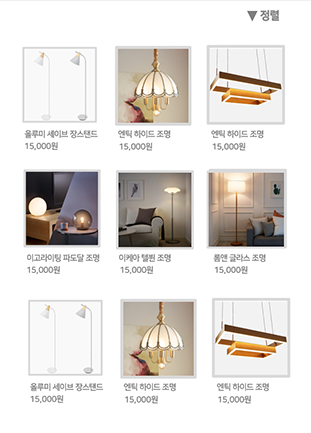 ▼ 정렬
올루미 세이브 장스탠드 엔틱 하이드 조명 엔틱 하이드 조명
15,000원 15,000원 15,000원
이고라이팅 파도달 조명 이케아 텔뷘 조명 롬앤 글라스 조명
15,000원 15,000원 15,000원
올루미 세이브 장스탠드 엔틱 하이드 조명 엔틱 하이드 조명
15,000원 15,000원 15,000원